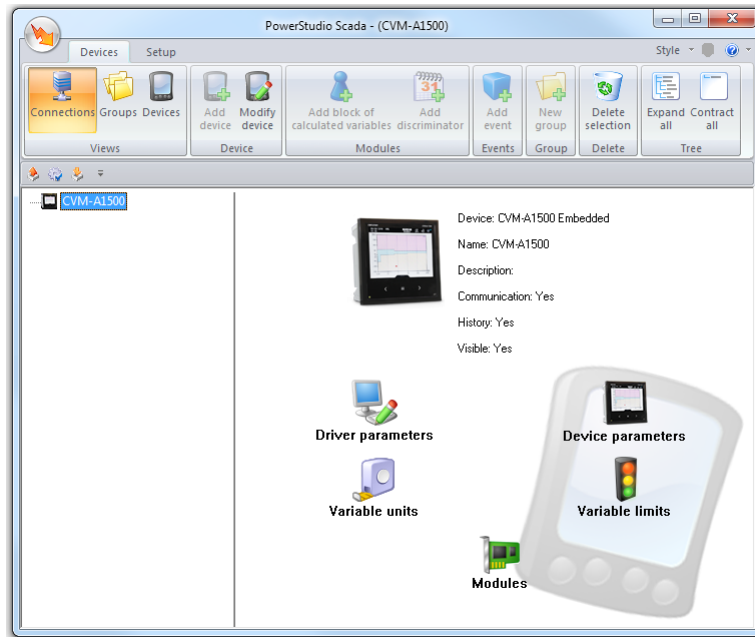 PowerStudio Scada - (CVM-A1500)
Devices Setup Style
Connections Groups Devices Add device Modify device Add block of calculated variables Add discriminator Add event New group Delete selection Expand all Contract all
Views Device Modules Events Group Delete Tree
CVM-A1500
Device: CVM-A1500 Embedded
Name: CVM-A1500
Description:
Communication: Yes
History: Yes
Visible: Yes
Driver parameters Device parameters
Variable units Variable limits
Modules